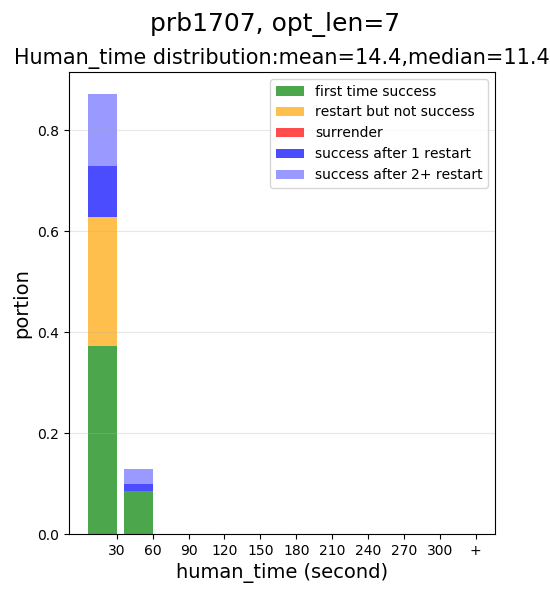 prb1707, opt_len=7
Human_time distribution:mean=14.4,median=11.4
first time success
restart but not success
surrender
success after 1 restart
success after 2+ restart
portion
0.8
0.6
0.4
0.2
0.0
30 60 90 120 150 180 210 240 270 300 +
human_time (second)